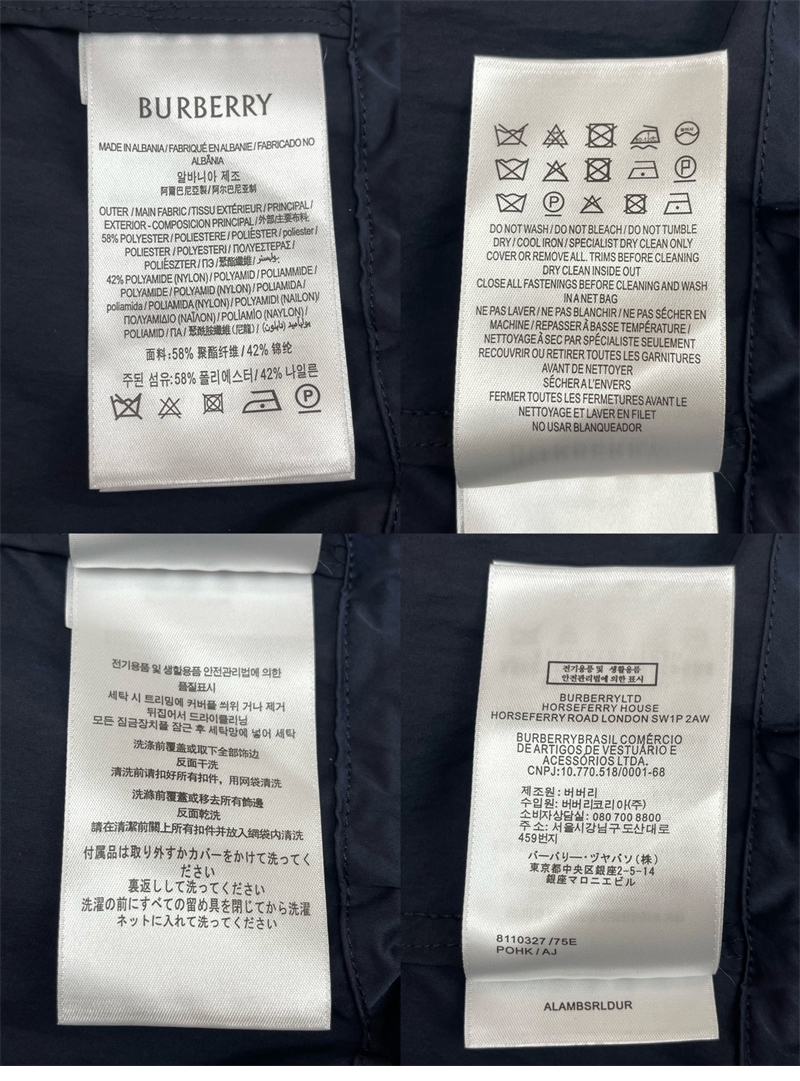 BURBERRY
MADE IN ALBANIA / FABRIQUÉ EN ALBANIE / FABRICADO NO
ALBÂNIA
알바니아 제조
阿爾巴尼亞製 / 阿尔巴尼亚制
OUTER / MAIN FABRIC / TISSU EXTÉRIEUR / PRINCIPAL /
EXTERIOR - COMPOSICION PRINCIPAL / 外部/主要布料:
58% POLYESTER / POLIESTERE / POLIÉSTER / poliester /
POLIESTER / POLYESTERI / ΠΟΛΥΕΣΤΕΡΑΣ /
POLIÉSZTER / ПЭ / 聚酯纖維 / بوليستر
42% POLYAMIDE (NYLON) / POLYAMID / POLIAMMIDE /
POLYAMIDE / POLYAMID (NYLON) / POLIAMIDA /
poliamida / POLIAMIDA (NYLON) / POLYAMIDI (NAILON) /
ΠΟΛΥΑΜΙΔΙΟ (ΝΑΪΛΟΝ) / POLİAMİO (NAYLON) /
POLIAMID / ПА / 聚酰胺纖維 (尼龍) / بولیامید (نایلون)
面料:58% 聚酯纤维 / 42% 锦纶
주된 섬유:58% 폴리에스터/ 42% 나일론
P
DO NOT WASH / DO NOT BLEACH / DO NOT TUMBLE
DRY / COOL IRON / SPECIALIST DRY CLEAN ONLY
COVER OR REMOVE ALL. TRIMS BEFORE CLEANING
DRY CLEAN INSIDE OUT
CLOSE ALL FASTENINGS BEFORE CLEANING AND WASH
IN A NET BAG
NE PAS LAVER / NE PAS BLANCHIR / NE PAS SÉCHER EN
MACHINE / REPASSER À BASSE TEMPÉRATURE /
NETTOYAGE À SEC PAR SPÉCIALISTE SEULEMENT
RECOUVRIR OU RETIRER TOUTES LES GARNITURES
AVANT DE NETTOYER
SÉCHER A L'ENVERS
FERMER TOUTES LES FERMETURES AVANT LE
NETTOYAGE ET LAVER EN FILET
NO USAR BLANQUEADOR
전기용품 및 생활용품 안전관리법에 의한
품질표시
세탁 시 트리밍에 커버를 씌워 거나 제거
뒤집어서 드라이클리닝
모든 잠금장치를 잠근 후 세탁망에 넣어 세탁
洗涤前覆盖或取下全部饰边
反面干洗
清洗前请扣好所有扣件，用网袋清洗
洗滌前覆蓋或移去所有飾邊
反面乾洗
請在清潔前關上所有扣件并放入網袋内清洗
付属品は取り外すかカバーをかけて洗ってく
ださい
裏返しして洗ってください
洗濯の前にすべての留め具を閉じてから洗濯
ネットに入れて洗ってください
전기용품 및 생활용품
안전관리법에 의한 표시
BURBERRYLTD
HORSEFERRY HOUSE
HORSEFERRY ROAD LONDON SW1P 2AW
BURBERRYBRASIL COMÉRCIO
DE ARTIGOS DE VESTUÁRIO E
ACESSÓRIOS LTDA.
CNPJ:10.770.518/0001-68
제조원 : 버버리
수입원 : 버버리코리아(주)
소비자상담실: 080 700 8800
주 소: 서울시강남구도산대로
459번지
バーバリー・ヅヤパソ (株)
東京都中央区銀座2-5-14
銀座マロニエビル
8110327 /75E
POHK / AJ
ALAMBSRLDUR